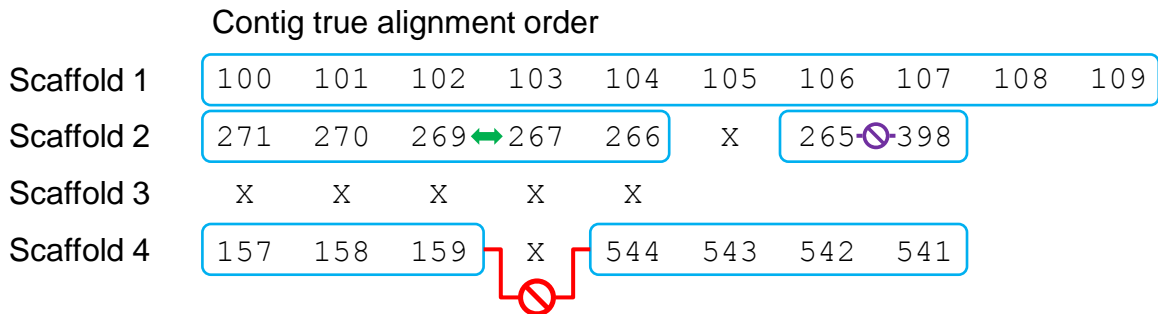 Contig true alignment order
Scaffold 1 100 101 102 103 104 105 106 107 108 109
Scaffold 2 271 270 269 267 266 X 265 398
Scaffold 3 X X X X X
Scaffold 4 157 158 159 X 544 543 542 541